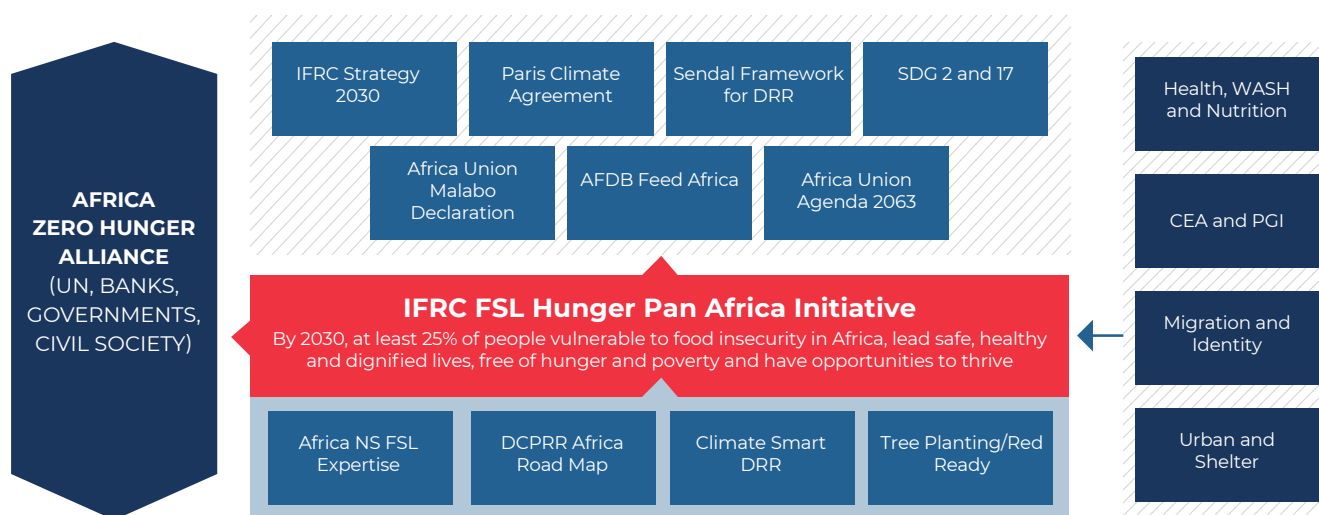 AFRICA
ZERO HUNGER
ALLIANCE
(UN, BANKS,
GOVERNMENTS,
CIVIL SOCIETY)
IFRC Strategy
2030
Paris Climate
Agreement
Sendal Framework
for DRR
SDG 2 and 17
Africa Union
Malabo
Declaration
AFDB Feed Africa
Africa Union
Agenda 2063
IFRC FSL Hunger Pan Africa Initiative
By 2030, at least 25% of people vulnerable to food insecurity in Africa, lead safe, healthy
and dignified lives, free of hunger and poverty and have opportunities to thrive
Africa NS FSL
Expertise
DCPRR Africa
Road Map
Climate Smart
DRR
Tree Planting/Red
Ready
Health, WASH
and Nutrition
CEA and PGI
Migration and
Identity
Urban and
Shelter